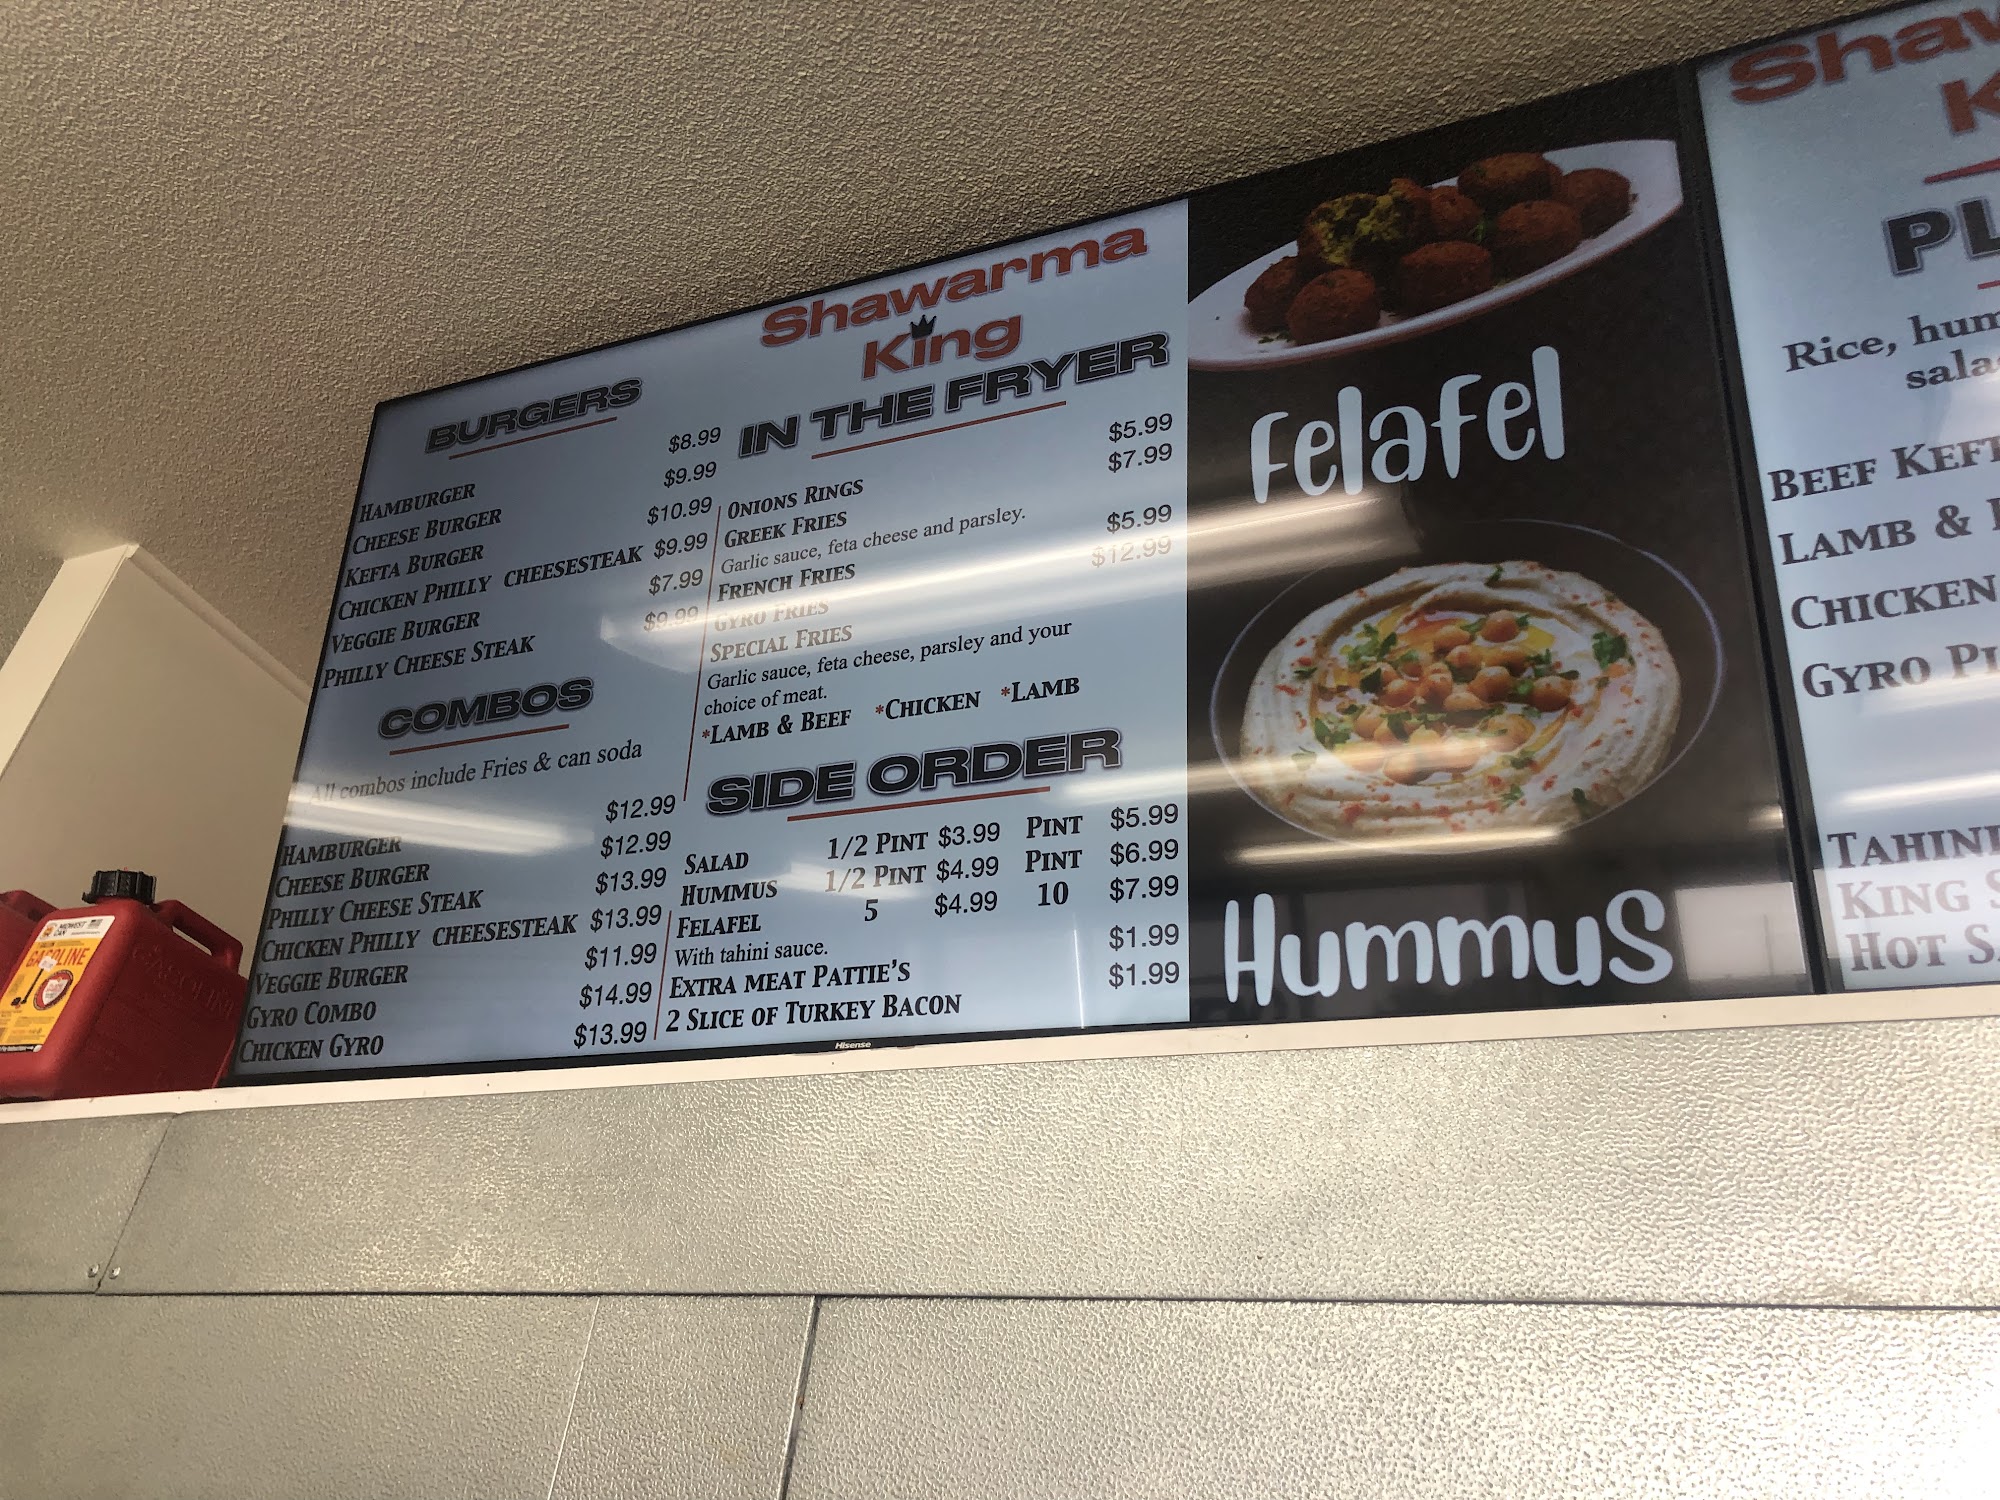 Shawarma
King
BURGERS
HAMBURGER $8.99
CHEESE BURGER $9.99
KEFTA BURGER $10.99
CHICKEN PHILLY CHEESESTEAK $9.99
VEGGIE BURGER $7.99
PHILLY CHEESE STEAK $9.99
COMBOS
All combos include Fries & can soda
HAMBURGER $12.99
CHEESE BURGER $12.99
PHILLY CHEESE STEAK $13.99
CHICKEN PHILLY CHEESESTEAK $13.99
VEGGIE BURGER $11.99
GYRO COMBO $14.99
CHICKEN GYRO $13.99
IN THE FRYER
ONIONS RINGS $5.99
GREEK FRIES $7.99
Garlic sauce, feta cheese and parsley.
FRENCH FRIES $5.99
GYRO FRIES $12.99
SPECIAL FRIES
Garlic sauce, feta cheese, parsley and your
choice of meat.
*LAMB & BEEF *CHICKEN *LAMB
SIDE ORDER
SALAD 1/2 PINT $3.99 PINT $5.99
HUMMUS 1/2 PINT $4.99 PINT $6.99
FELAFEL 5 $4.99 10 $7.99
With tahini sauce.
EXTRA MEAT PATTIE'S $1.99
2 SLICE OF TURKEY BACON $1.99
Hisense
Felafel
Hummus
Shaw
K
PL
Rice, hum
sala
BEEF KEFT
LAMB &
CHICKEN
GYRO PL
TAHINI
KING S
HOT S
MIDWEST
CAN
GASOLINE